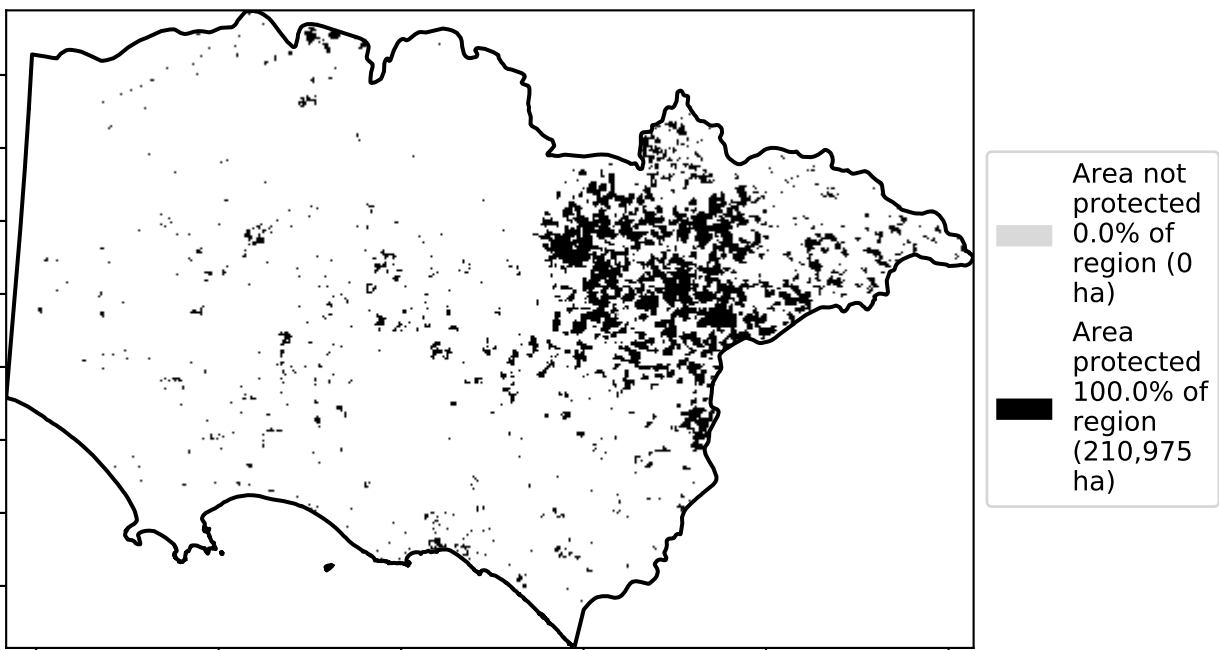 Area not
protected
0.0% of
region (0
ha)
Area
protected
100.0% of
region
(210,975
ha)